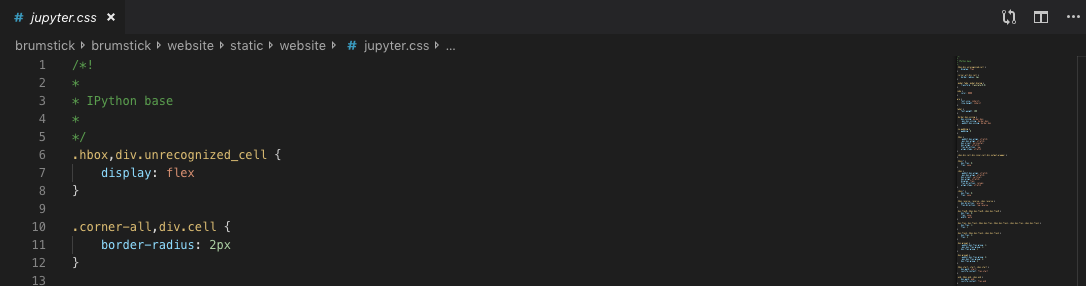 # jupyter.css ×
brumstick brumstick website static website # jupyter.css ...
1 /*!
2 *
3 * IPython base
4 *
5 */
6 .hbox,div.unrecognized_cell {
7 display: flex
8 }
9
10 .corner-all,div.cell {
11 border-radius: 2px
12 }
13